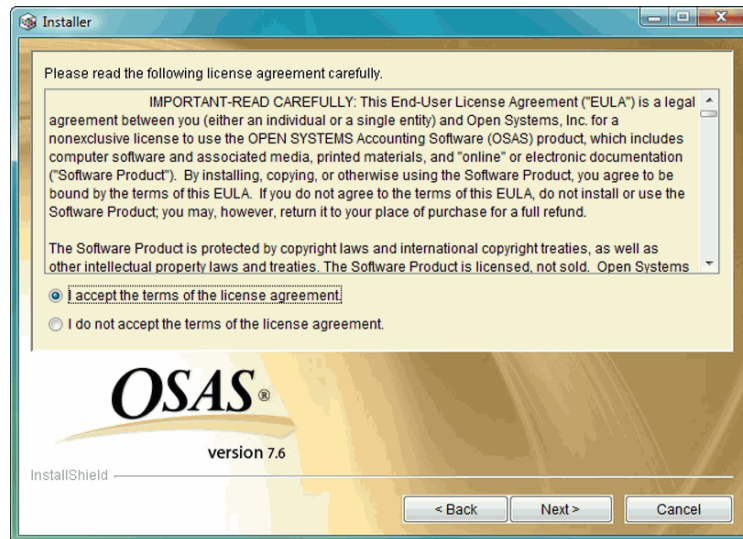 Installer
Please read the following license agreement carefully.
IMPORTANT-READ CAREFULLY: This End-User License Agreement ("EULA") is a legal
agreement between you (either an individual or a single entity) and Open Systems, Inc. for a
nonexclusive license to use the OPEN SYSTEMS Accounting Software (OSAS) product, which includes
computer software and associated media, printed materials, and "online" or electronic documentation
("Software Product"). By installing, copying, or otherwise using the Software Product, you agree to be
bound by the terms of this EULA. If you do not agree to the terms of this EULA, do not install or use the
Software Product; you may, however, return it to your place of purchase for a full refund.
The Software Product is protected by copyright laws and international copyright treaties, as well as
other intellectual property laws and treaties. The Software Product is licensed, not sold. Open Systems
I accept the terms of the license agreement.
I do not accept the terms of the license agreement.
OSAS®
version 7.6
InstallShield
< Back Next > Cancel